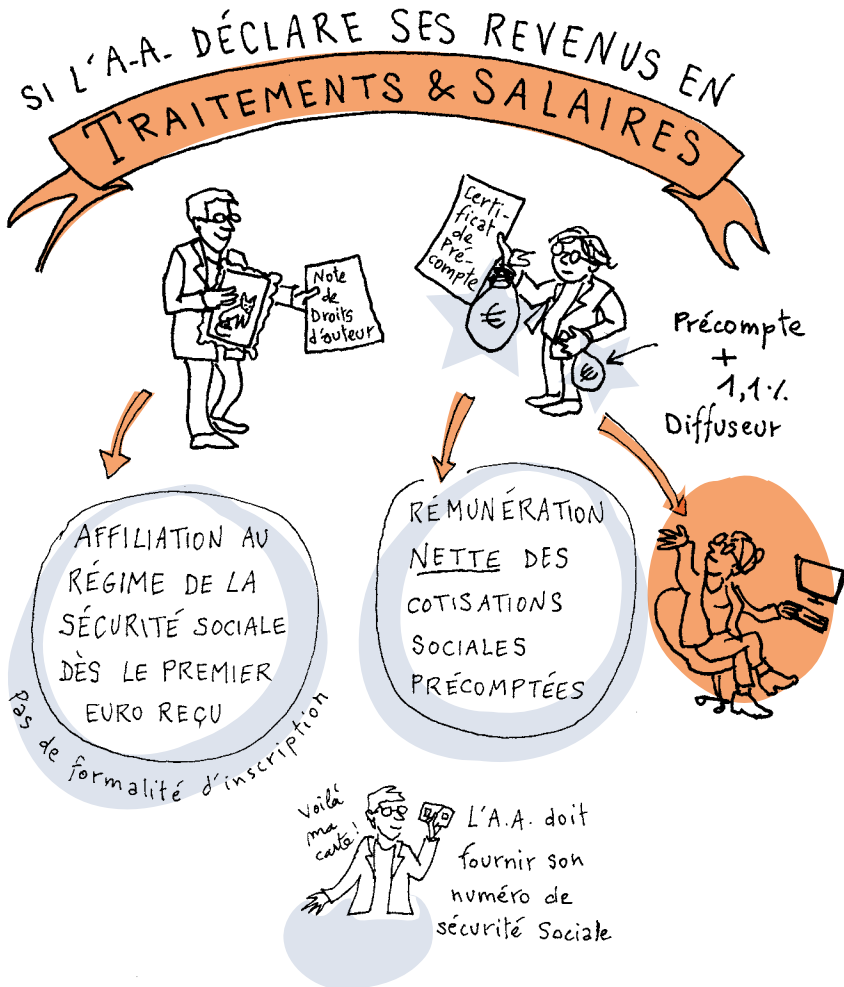 SI L'A.A. DÉCLARE SES REVENUS EN
TRAITEMENTS & SALAIRES
Note
de
Droits
d'auteur
Certi-
ficat
de
Pré-
compte
€
€
Précompte
+
1,1%
Diffuseur
AFFILIATION AU
RÉGIME DE LA
SÉCURITÉ SOCIALE
DÈS LE PREMIER
EURO REÇU
Pas de formalité d'inscription
RÉMUNÉRATION
NETTE DES
COTISATIONS
SOCIALES
PRÉCOMPTÉES
Voilà
ma
carte!
L'A.A. doit
fournir son
numéro de
sécurité Sociale